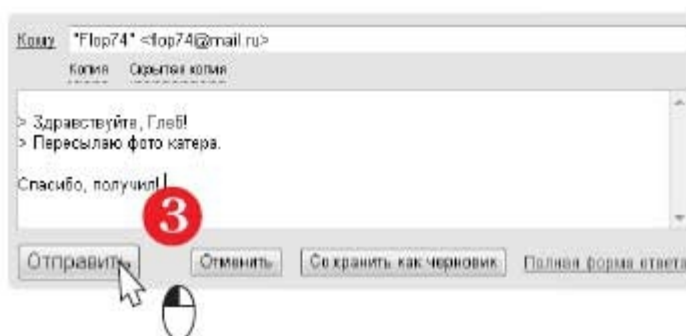 Кому "Flop74" <flop74@mail.ru>
Копия Скрытая копия
> Здравствуйте, Глеб!
> Пересылаю фото катера.
Спасибо, получил!
3
Отправить Отменить Сохранить как черновик Полная форма ответа